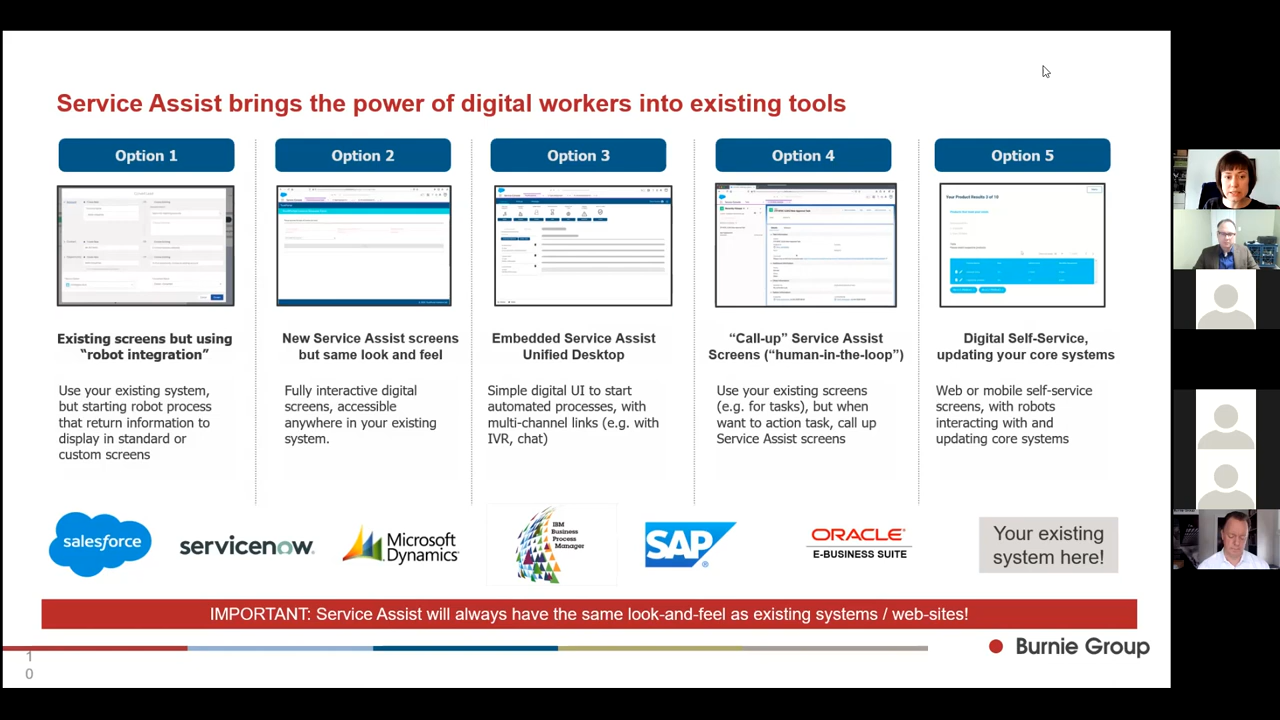 Service Assist brings the power of digital workers into existing tools
Option 1
Option 2
Option 3
Option 4
Option 5
Your Product Results 3 of 10
Existing screens but using
“robot integration”
New Service Assist screens
but same look and feel
Embedded Service Assist
Unified Desktop
“Call-up” Service Assist
Screens (“human-in-the-loop”)
Digital Self-Service,
updating your core systems
Use your existing system,
but starting robot process
that return information to
display in standard or
custom screens
Fully interactive digital
screens, accessible
anywhere in your existing
system.
Simple digital UI to start
automated processes, with
multi-channel links (e.g. with
IVR, chat)
Use your existing screens
(e.g. for tasks), but when
want to action task, call up
Service Assist screens
Web or mobile self-service
screens, with robots
interacting with and
updating core systems
salesforce
servicenow
Microsoft
Dynamics
IBM
Business
Process
Manager
SAP
ORACLE
E-BUSINESS SUITE
Your existing
system here!
IMPORTANT: Service Assist will always have the same look-and-feel as existing systems / web-sites!
Burnie Group
1
0